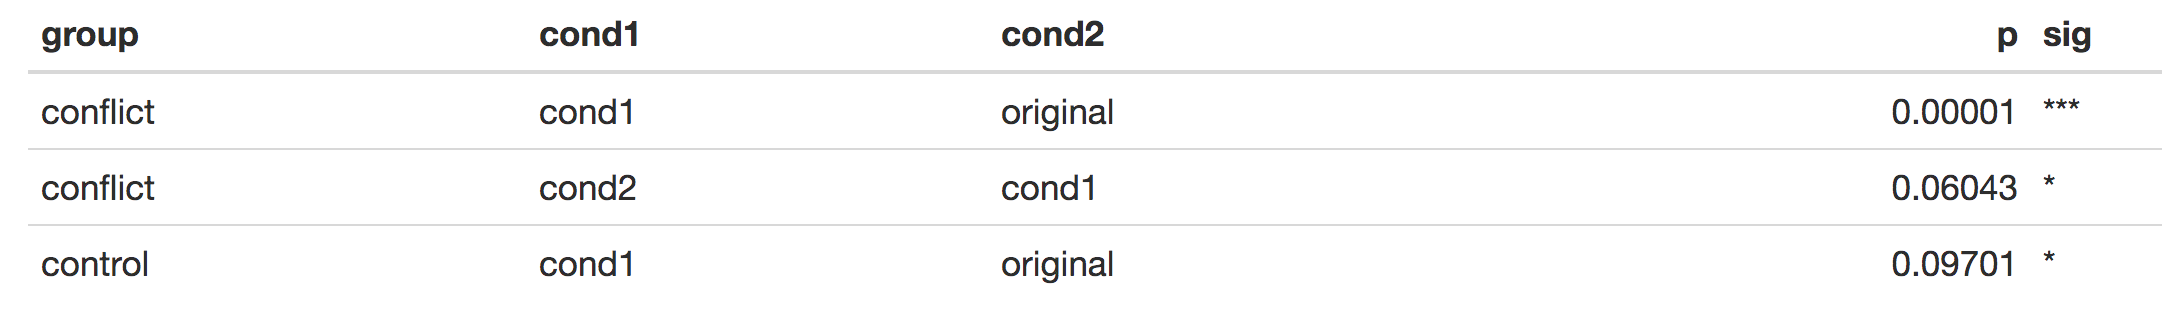 group cond1 cond2 p sig
conflict cond1 original 0.00001 ***
conflict cond2 cond1 0.06043 *
control cond1 original 0.09701 *